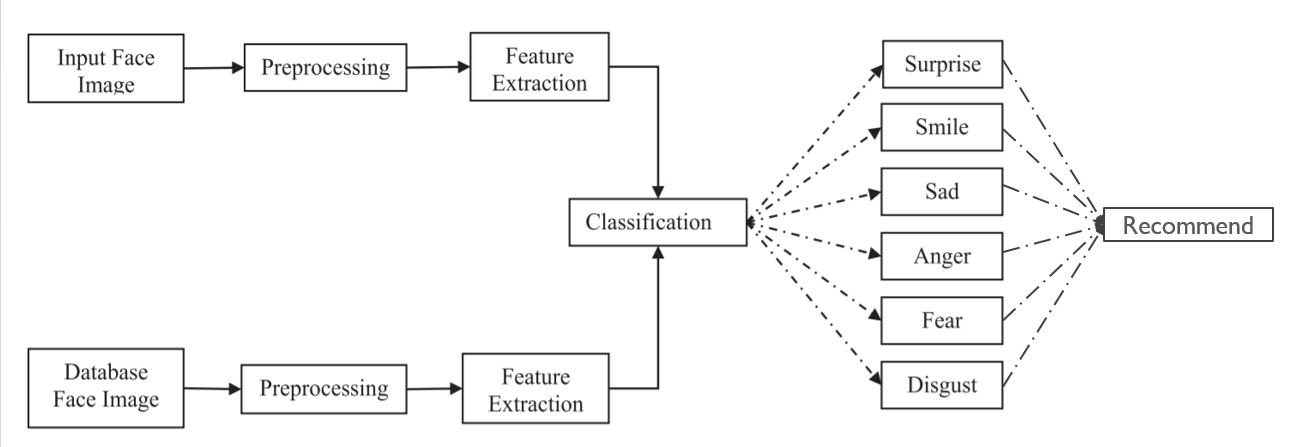 Input Face
Image
Preprocessing
Feature
Extraction
Classification
Database
Face Image
Preprocessing
Feature
Extraction
Surprise
Smile
Sad
Anger
Fear
Disgust
Recommend